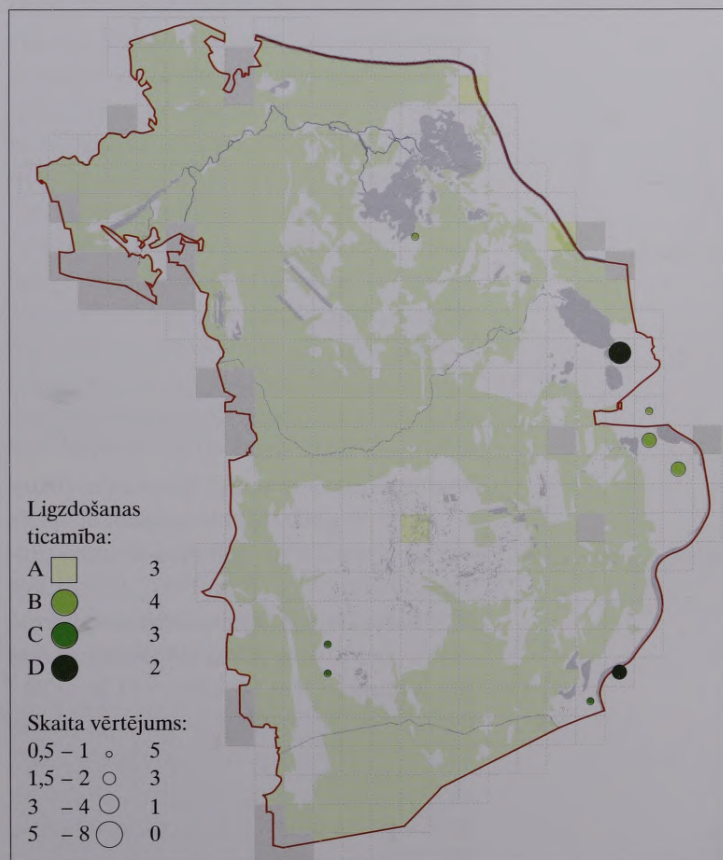 Ligzdošanas
ticamība:
A 3
B 4
C 3
D 2
Skaita vērtējums:
0,5 – 1 5
1,5 – 2 3
3 – 4 1
5 – 8 0